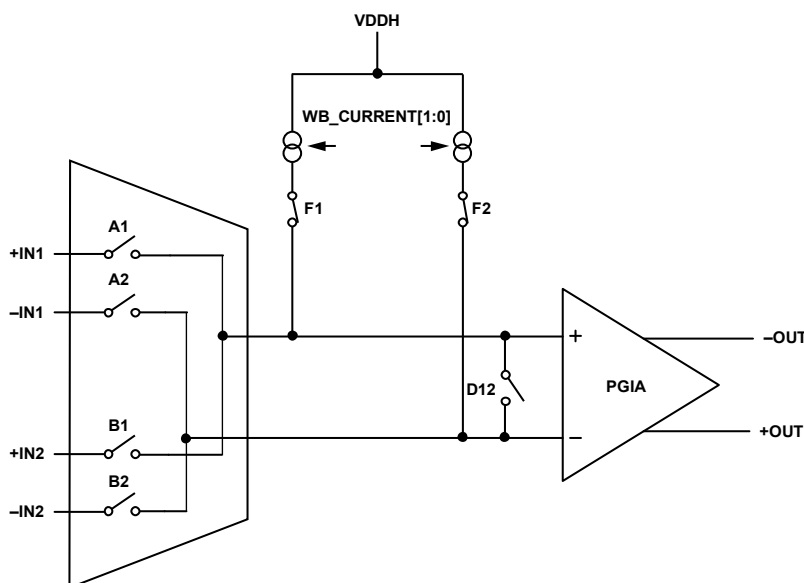 VDDH
WB_CURRENT[1:0]
F1
F2
A1
+IN1
A2
–IN1
+
–OUT
D12
PGIA
B1
–
+OUT
+IN2
B2
–IN2